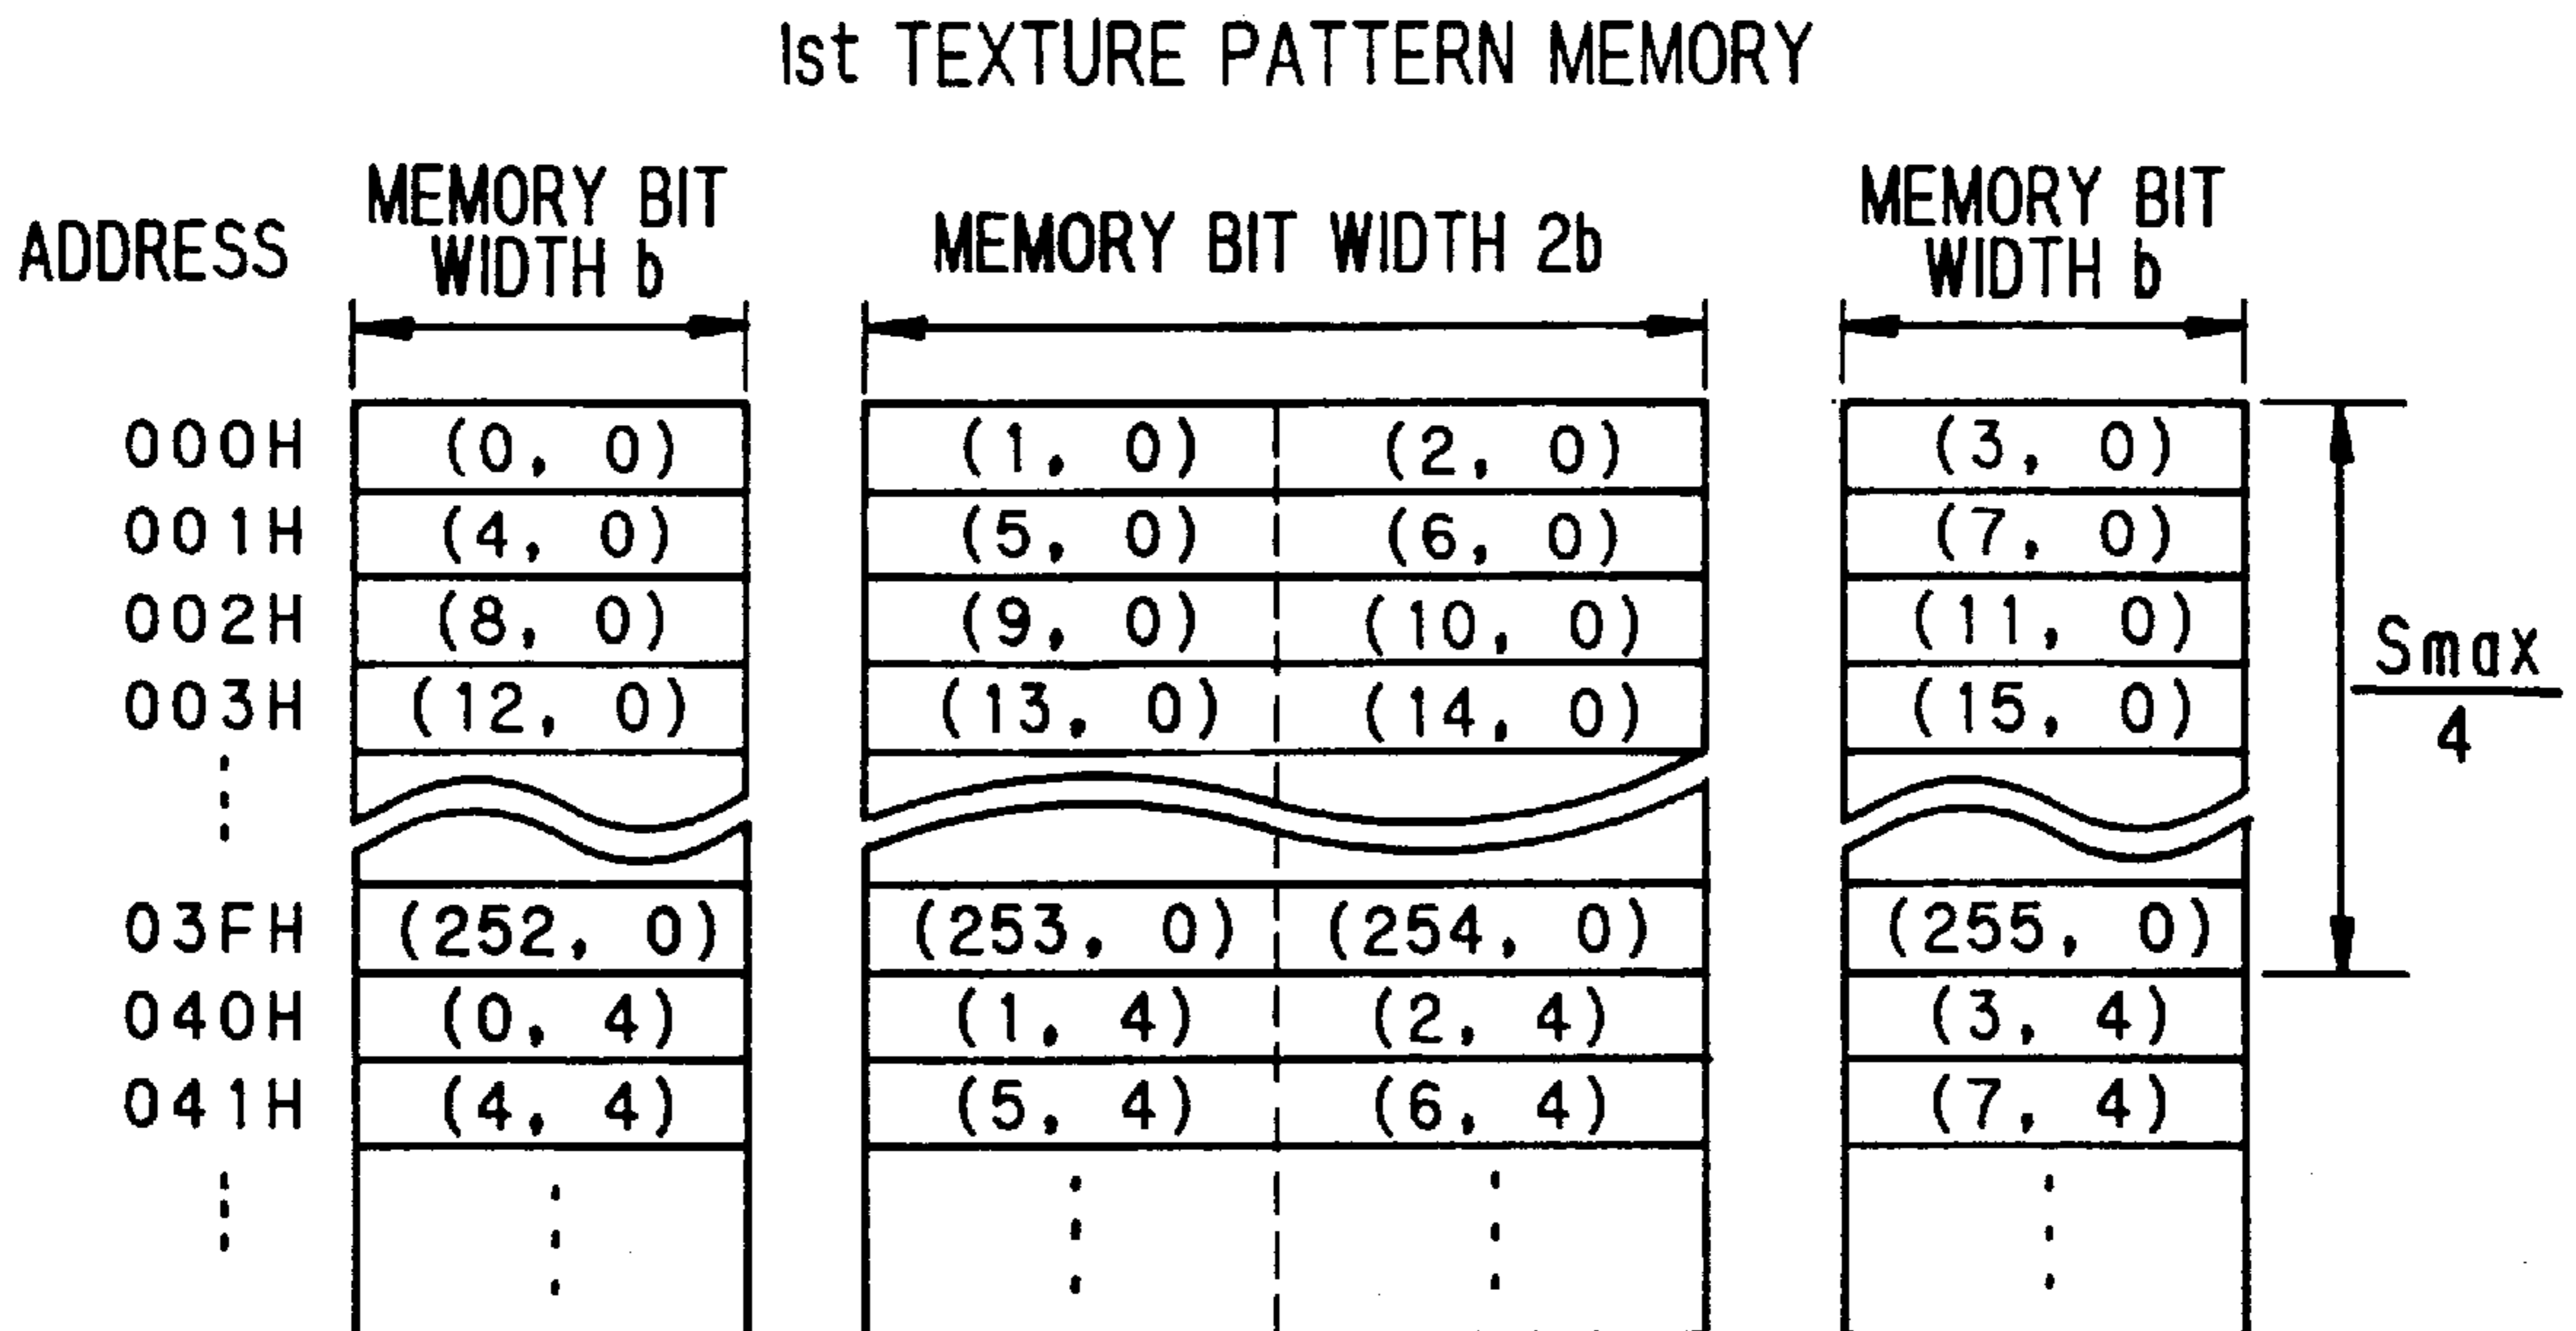 1st TEXTURE PATTERN MEMORY
ADDRESS MEMORY BIT WIDTH b MEMORY BIT WIDTH 2b MEMORY BIT WIDTH b
000H (0, 0) (1, 0) (2, 0) (3, 0)
001H (4, 0) (5, 0) (6, 0) (7, 0)
002H (8, 0) (9, 0) (10, 0) (11, 0)
003H (12, 0) (13, 0) (14, 0) (15, 0)
Smax
4
03FH (252, 0) (253, 0) (254, 0) (255, 0)
040H (0, 4) (1, 4) (2, 4) (3, 4)
041H (4, 4) (5, 4) (6, 4) (7, 4)